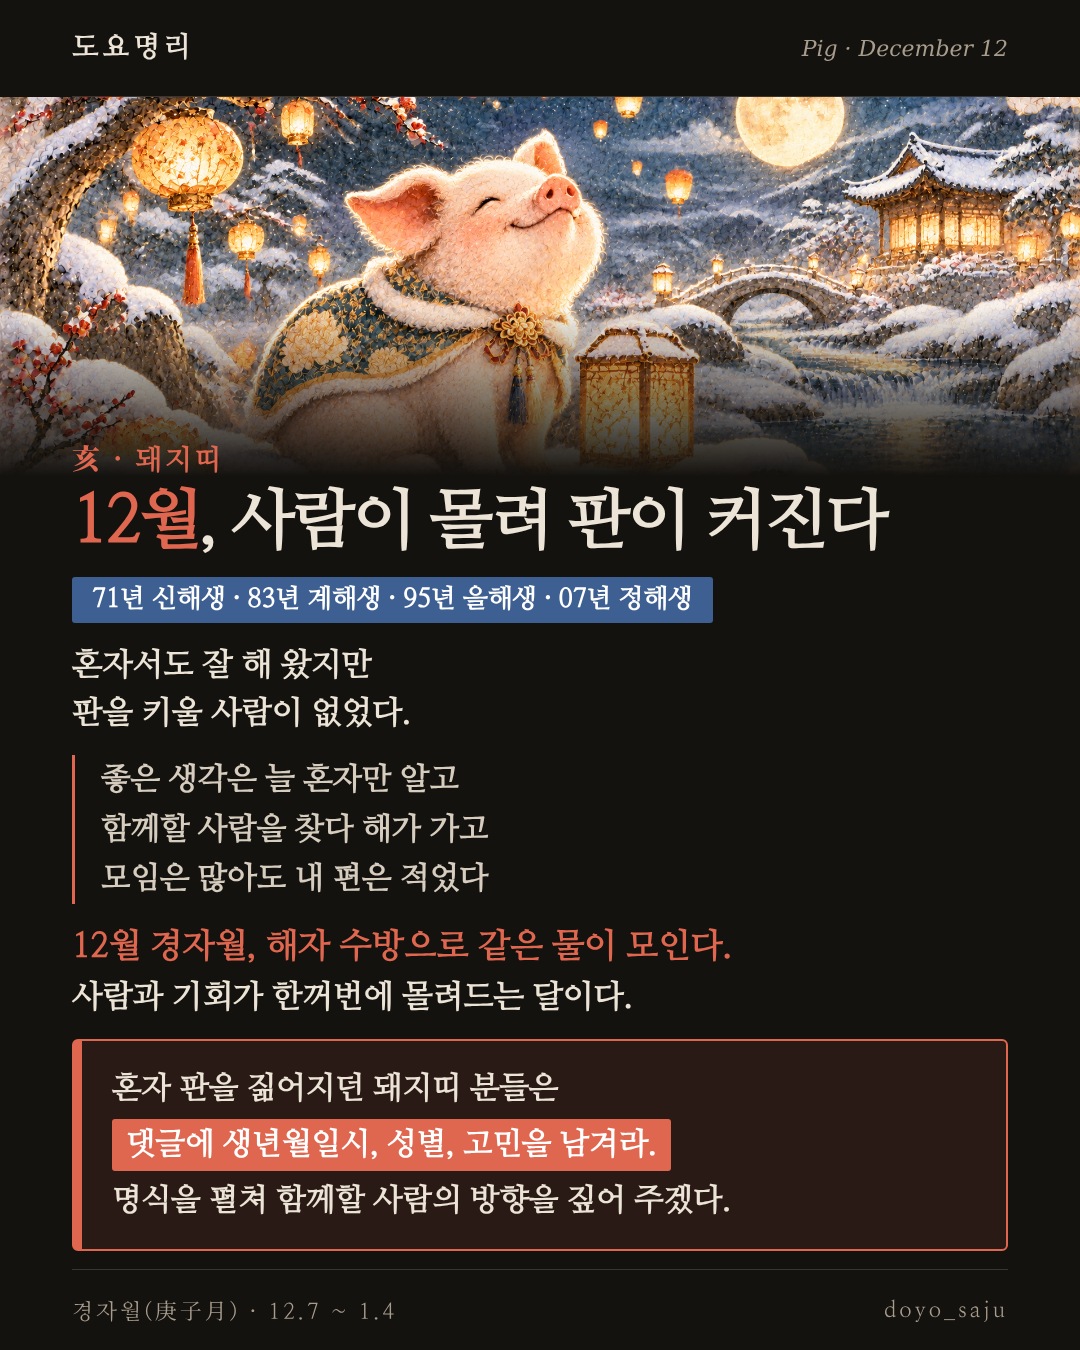 도요명리
Pig · December 12
亥 · 돼지띠
12월, 사람이 몰려 판이 커진다
71년 신해생 · 83년 계해생 · 95년 을해생 · 07년 정해생
혼자서도 잘 해 왔지만
판을 키울 사람이 없었다.
좋은 생각은 늘 혼자만 알고
함께할 사람을 찾다 해가 가고
모임은 많아도 내 편은 적었다
12월 경자월, 해자 수방으로 같은 물이 모인다.
사람과 기회가 한꺼번에 몰려드는 달이다.
혼자 판을 짊어지던 돼지띠 분들은
댓글에 생년월일시, 성별, 고민을 남겨라.
명식을 펼쳐 함께할 사람의 방향을 짚어 주겠다.
경자월(庚子月) · 12.7 ~ 1.4
doyo_saju